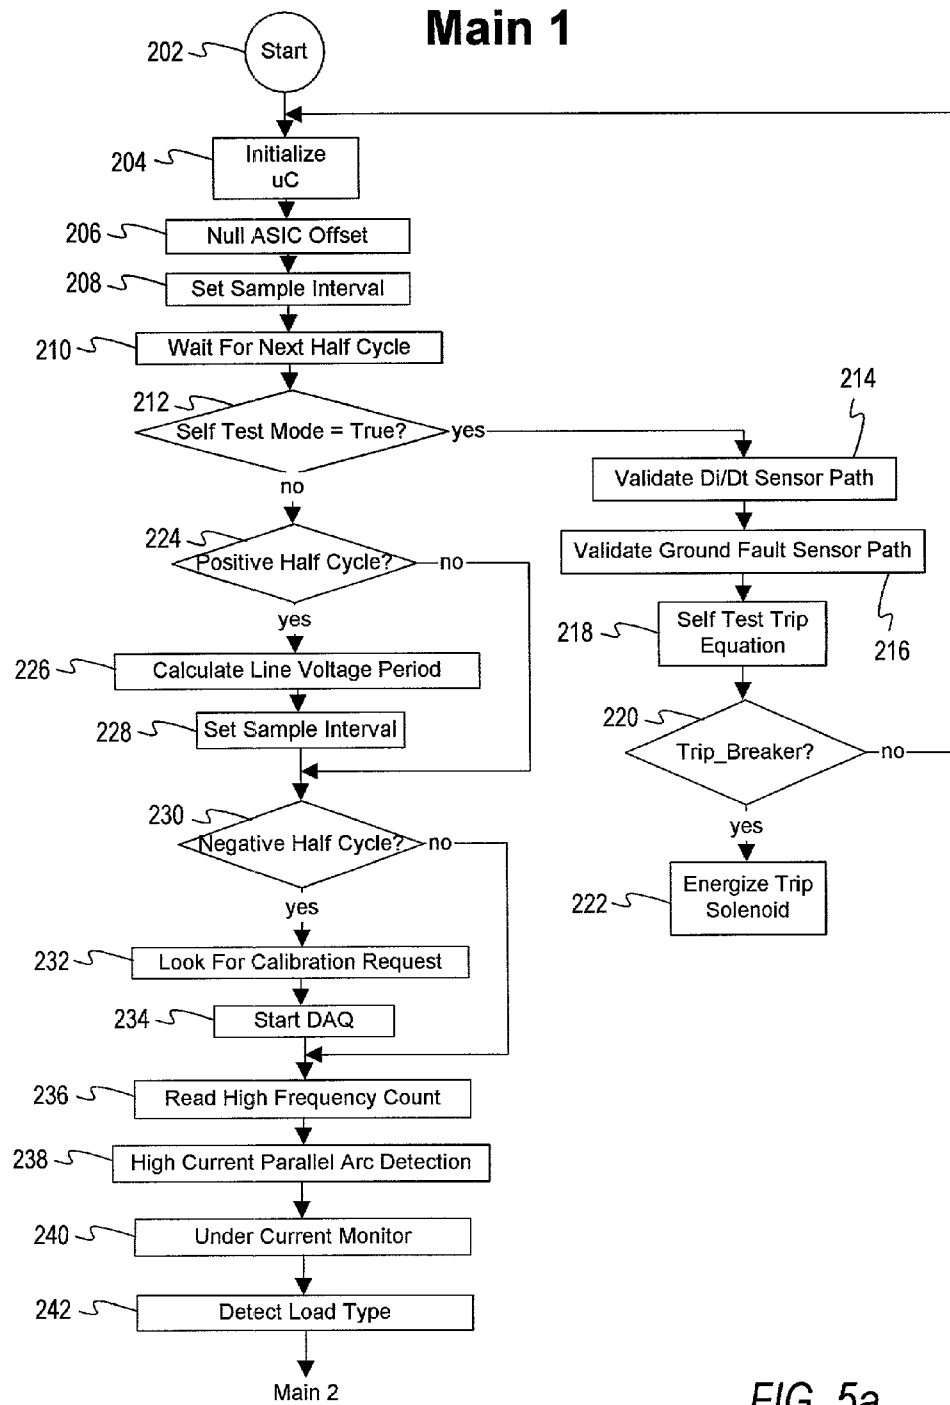 Main 1
202
Start
204
Initialize
uC
206
Null ASIC Offset
208
Set Sample Interval
210
Wait For Next Half Cycle
212
Self Test Mode = True?
yes
no
214
Validate Di/Dt Sensor Path
Validate Ground Fault Sensor Path
216
218
Self Test Trip
Equation
220
Trip_Breaker?
no
yes
222
Energize Trip
Solenoid
224
Positive Half Cycle?
no
yes
226
Calculate Line Voltage Period
228
Set Sample Interval
230
Negative Half Cycle?
no
yes
232
Look For Calibration Request
234
Start DAQ
236
Read High Frequency Count
238
High Current Parallel Arc Detection
240
Under Current Monitor
242
Detect Load Type
Main 2
FIG. 5a